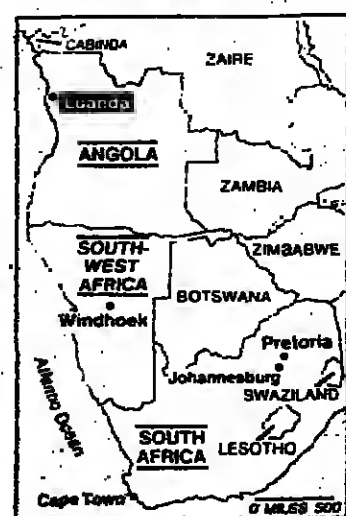 CABINDA
ZAIRE
Luanda
ANGOLA
ZAMBIA
SOUTH-
WEST
AFRICA
ZIMBABWE
BOTSWANA
Windhoek
Pretoria
Johannesburg
SWAZILAND
Atlantic Ocean
SOUTH
AFRICA
LESOTHO
Cape Town
0 MILES 500